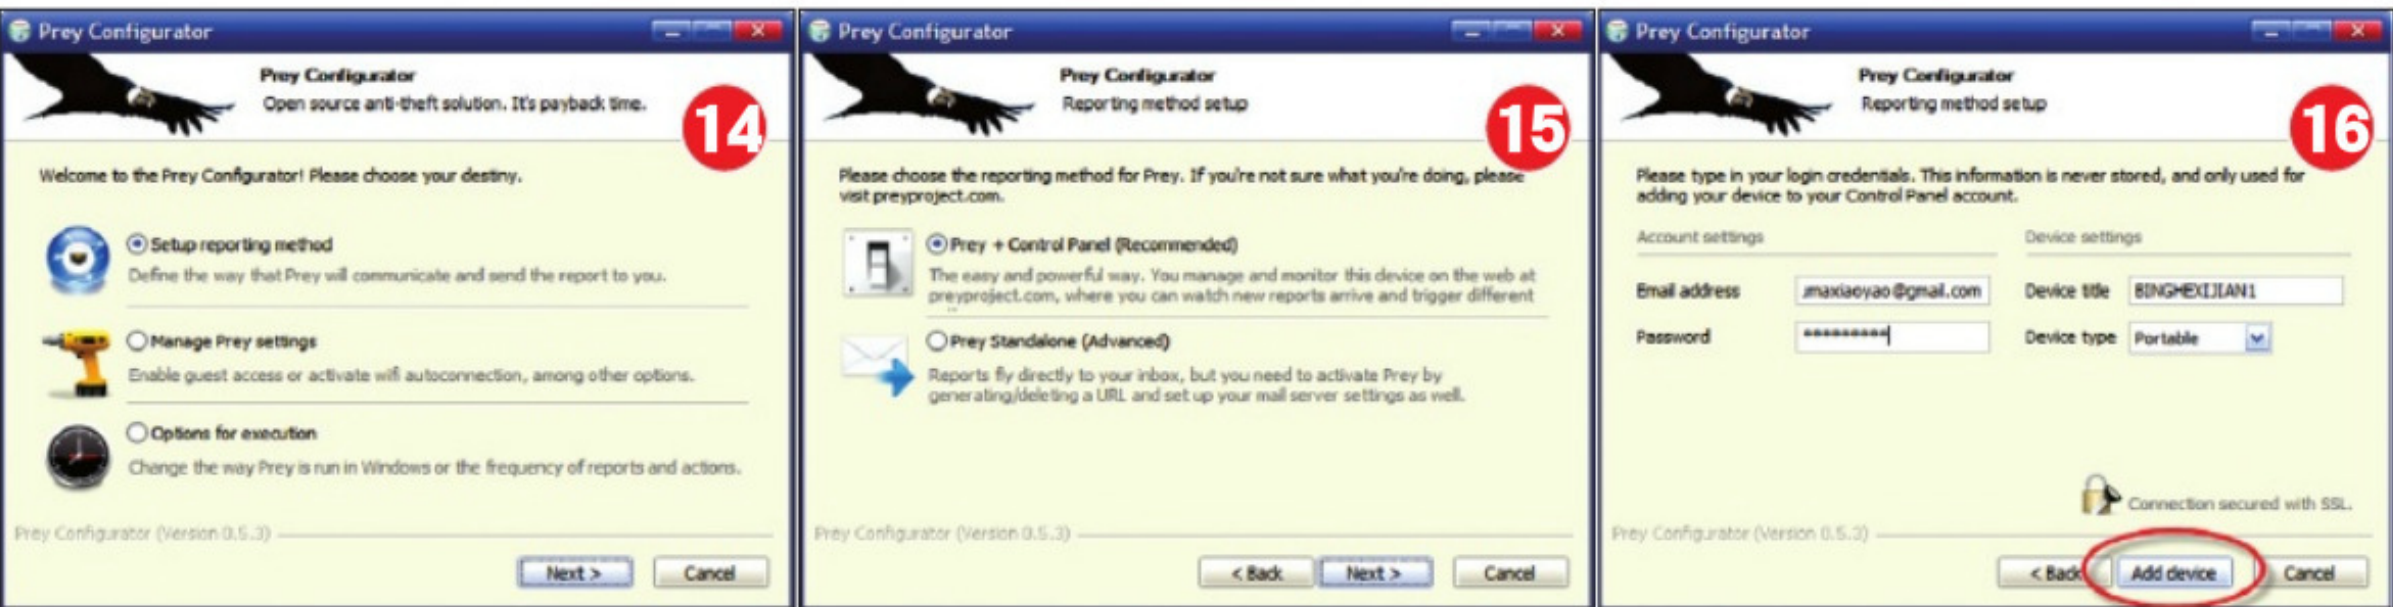 Prey Configurator
Prey Configurator
Open source anti-theft solution. It's payback time.
14
Welcome to the Prey Configurator! Please choose your destiny.
Setup reporting method
Define the way that Prey will communicate and send the report to you.
Manage Prey settings
Enable guest access or activate wifi autoconnection, among other options.
Options for execution
Change the way Prey is run in Windows or the frequency of reports and actions.
Prey Configurator (Version 0.5.3)
Next >
Cancel
Prey Configurator
Prey Configurator
Reporting method setup
15
Please choose the reporting method for Prey. If you're not sure what you're doing, please
visit preyproject.com.
Prey + Control Panel (Recommended)
The easy and powerful way. You manage and monitor this device on the web at
preyproject.com, where you can watch new reports arrive and trigger different
Prey Standalone (Advanced)
Reports fly directly to your inbox, but you need to activate Prey by
generating/deleting a URL and set up your mail server settings as well.
Prey Configurator (Version 0.5.3)
< Back
Next >
Cancel
Prey Configurator
Prey Configurator
Reporting method setup
16
Please type in your login credentials. This information is never stored, and only used for
adding your device to your Control Panel account.
Account settings
Device settings
Email address
.maxiaoyao@gmail.com
Device title
BINGHEXIJIAN1
Password
*********
Device type
Portable
Connection secured with SSL.
Prey Configurator (Version 0.5.3)
< Back
Add device
Cancel